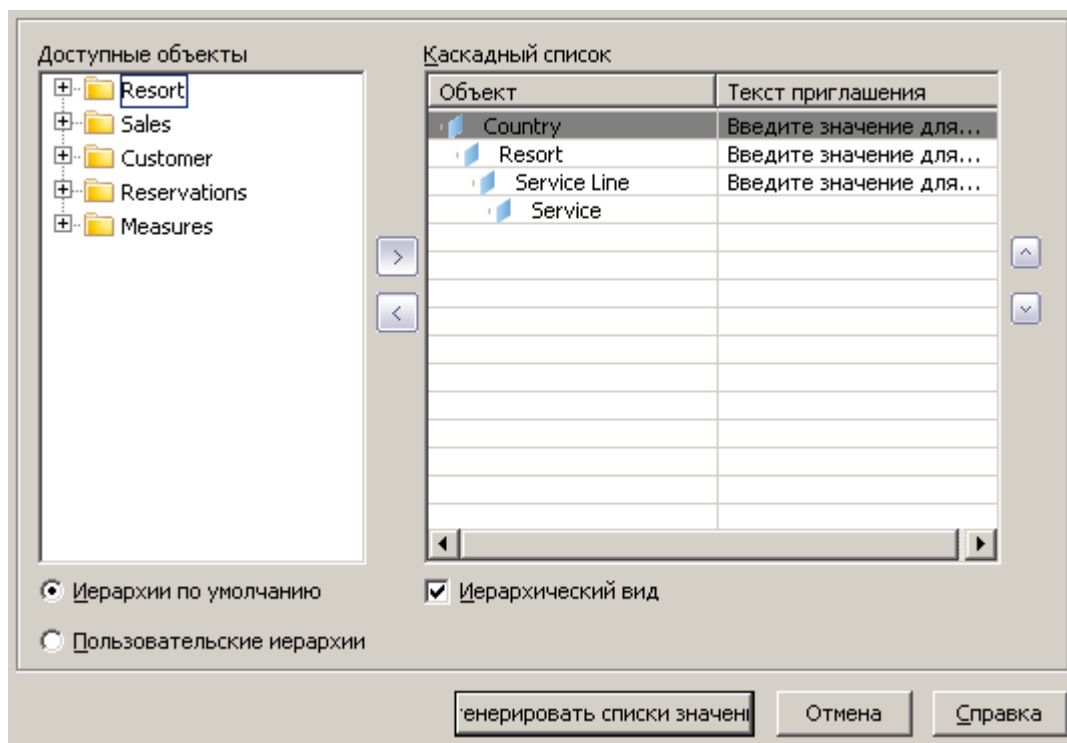 Доступные объекты
Resort
Sales
Customer
Reservations
Measures
Иерархии по умолчанию
Пользовательские иерархии
Каскадный список
Объект Текст приглашения
Country Введите значение для...
Resort Введите значение для...
Service Line Введите значение для...
Service
Иерархический вид
енерировать списки значени Отмена Справка